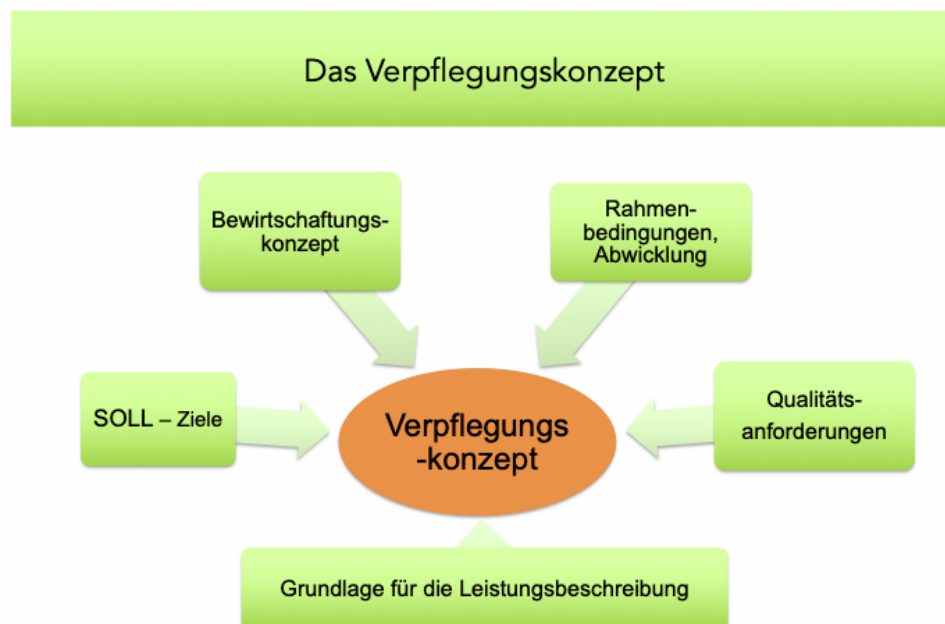 Das Verpflegungskonzept
Bewirtschaftungs-
konzept
Rahmen-
bedingungen,
Abwicklung
SOLL – Ziele
Verpflegungs
-konzept
Qualitäts-
anforderungen
Grundlage für die Leistungsbeschreibung